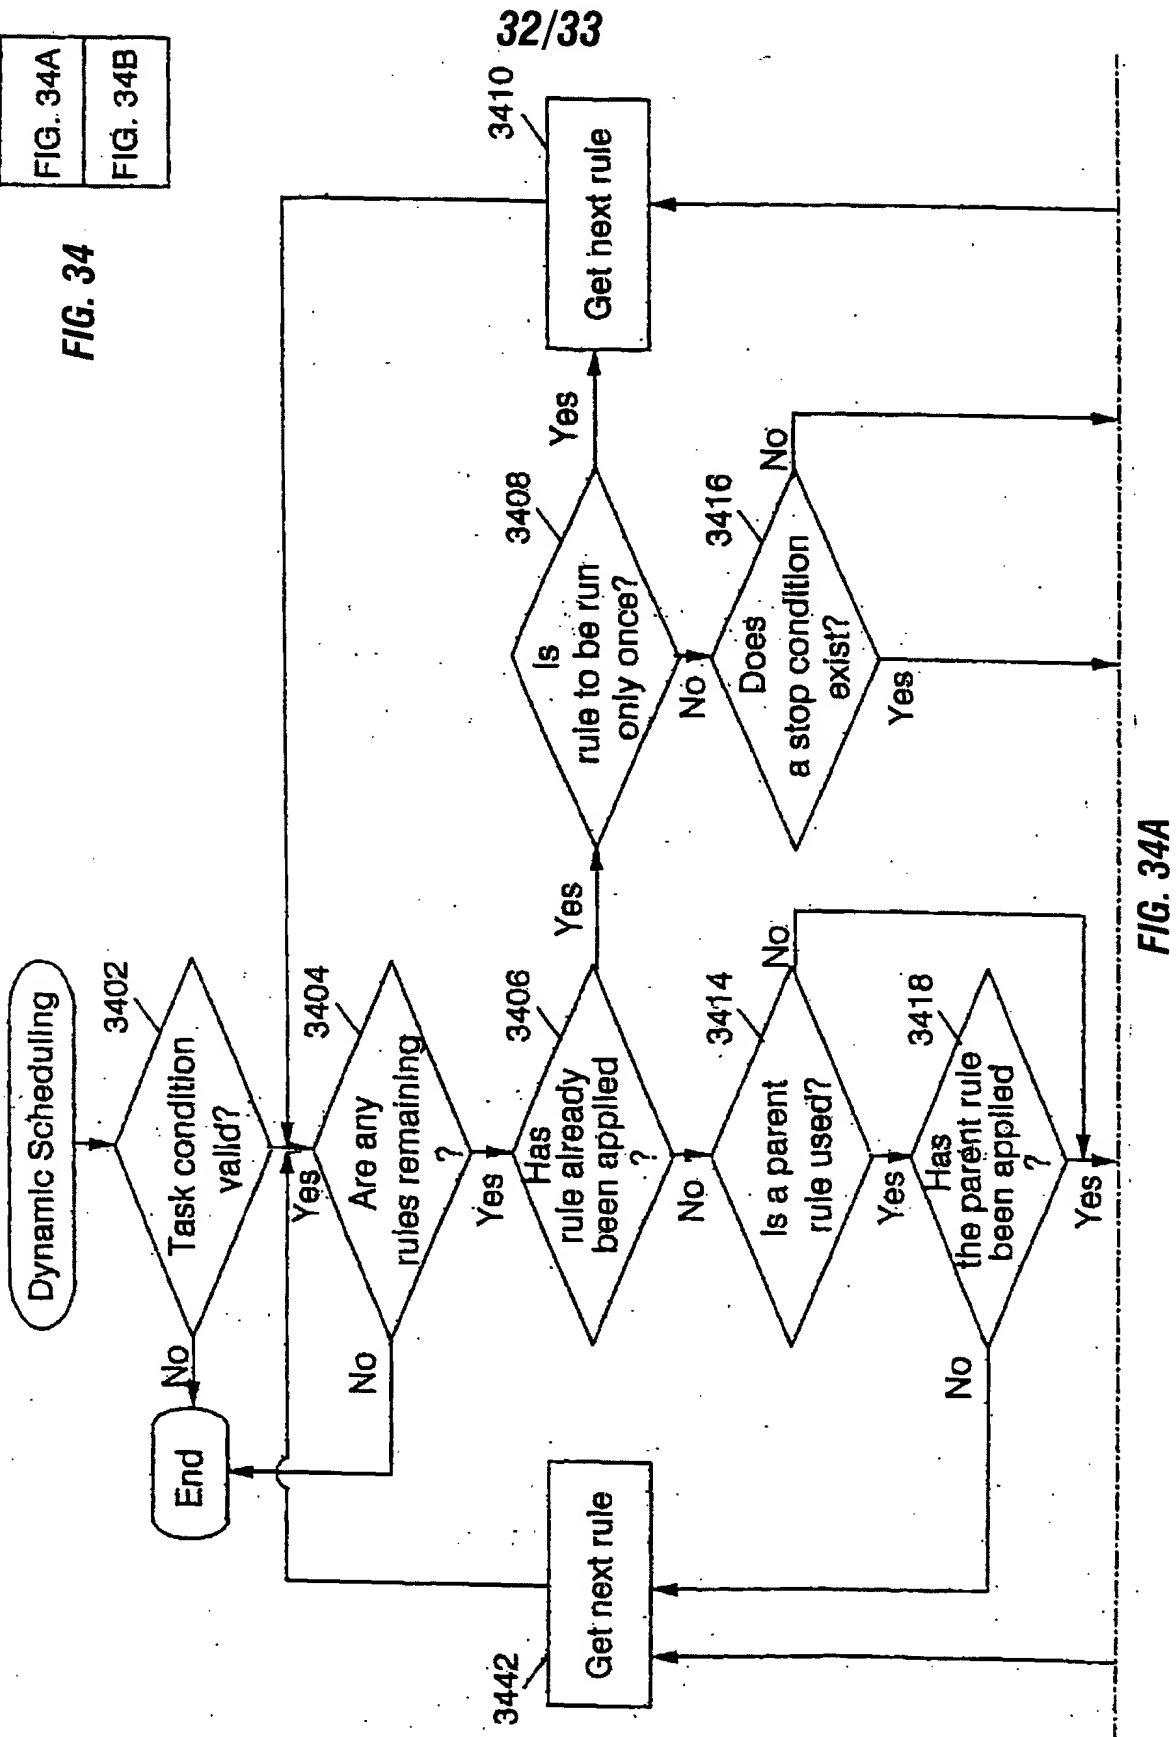 32/33
FIG. 34
FIG. 34A
FIG. 34B
Dynamic Scheduling
3402
Task condition
valid?
No
End
Yes
3404
Are any
rules remaining
?
No
Yes
3406
Has
rule already
been applied
?
Yes
No
3408
Is
rule to be run
only once?
Yes
No
3410
Get next rule
3414
Is a parent
rule used?
No
Yes
3416
Does
a stop condition
exist?
No
Yes
3418
Has
the parent rule
been applied
?
No
Yes
3442
Get next rule
FIG. 34A